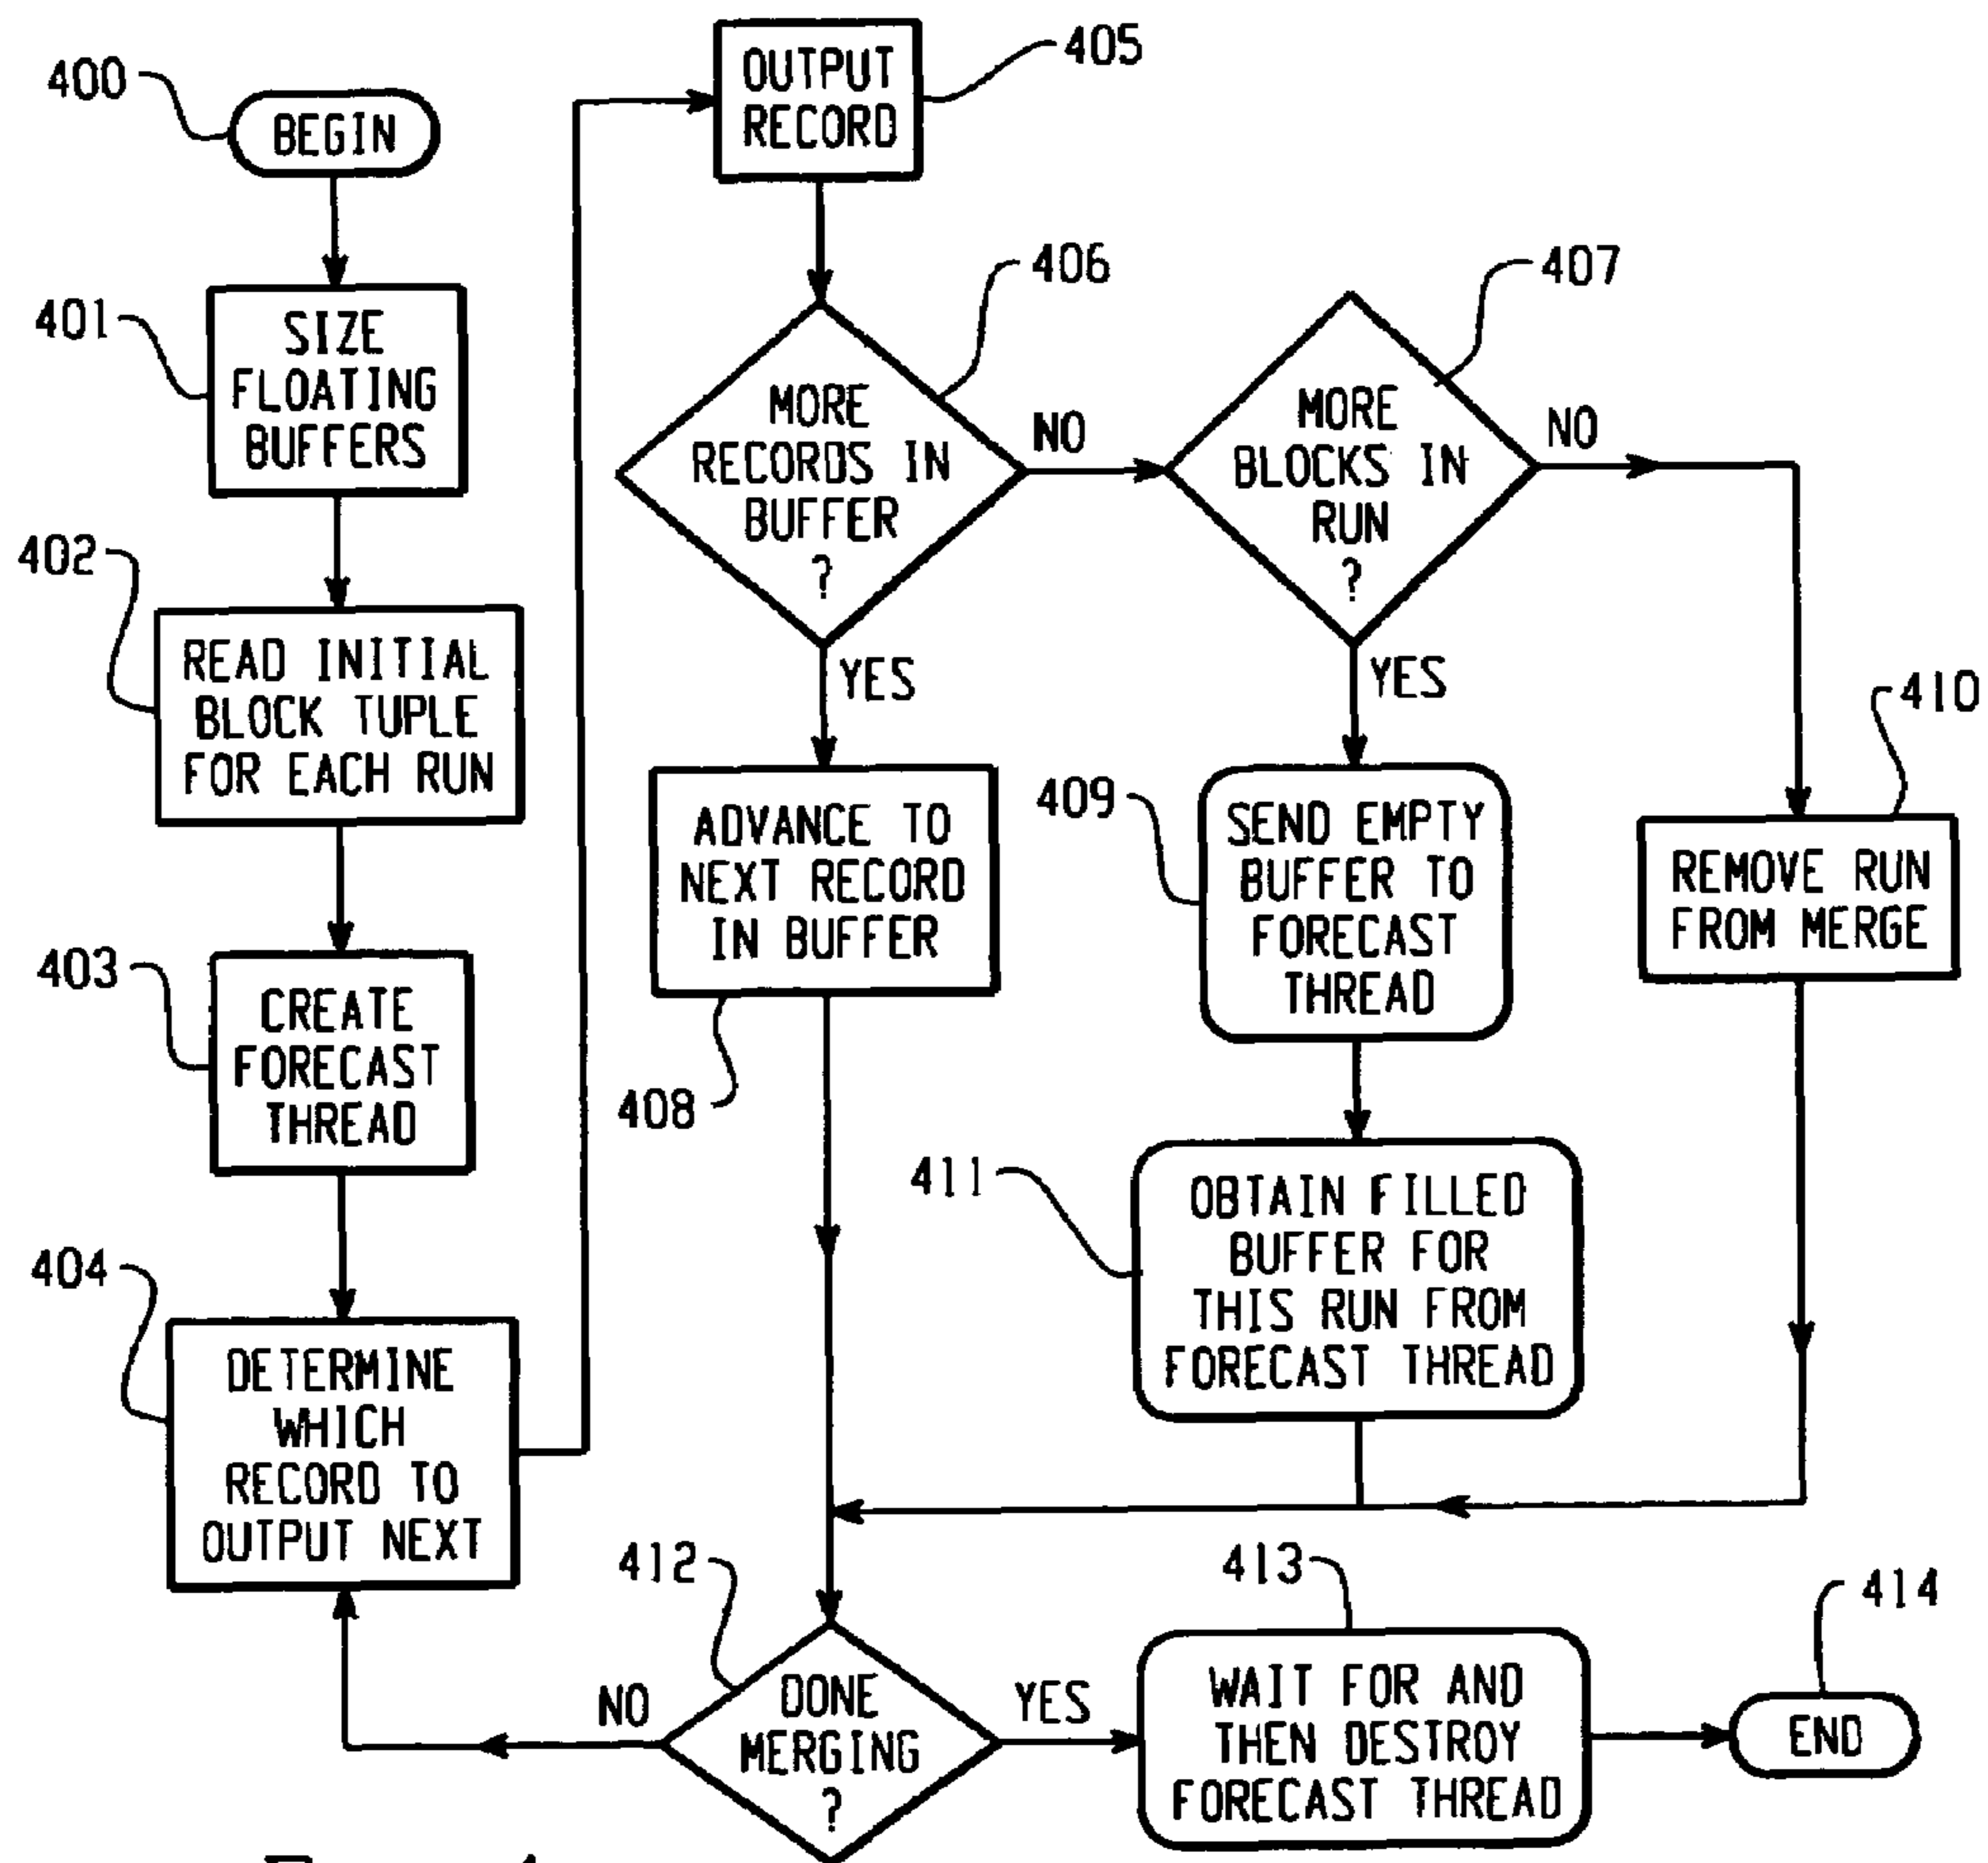 400
BEGIN
401
SIZE
FLOATING
BUFFERS
402
READ INITIAL
BLOCK TUPLE
FOR EACH RUN
403
CREATE
FORECAST
THREAD
404
DETERMINE
WHICH
RECORD TO
OUTPUT NEXT
405
OUTPUT
RECORD
406
MORE
RECORDS IN
BUFFER
?
NO
YES
407
MORE
BLOCKS IN
RUN
?
NO
YES
408
ADVANCE TO
NEXT RECORD
IN BUFFER
409
SEND EMPTY
BUFFER TO
FORECAST
THREAD
410
REMOVE RUN
FROM MERGE
411
OBTAIN FILLED
BUFFER FOR
THIS RUN FROM
FORECAST THREAD
412
DONE
MERGING
?
NO
YES
413
WAIT FOR AND
THEN DESTROY
FORECAST THREAD
414
END